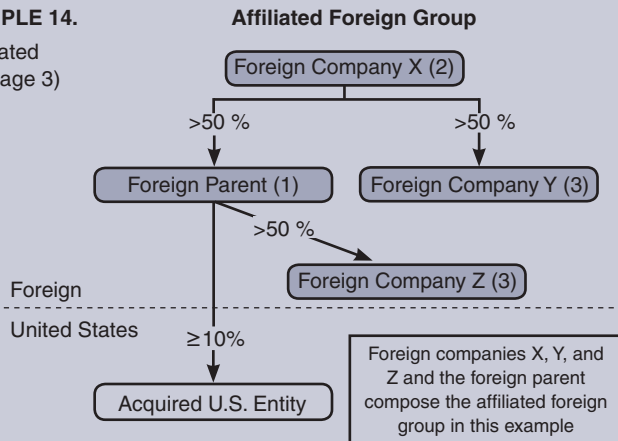 PLE 14.
Affiliated Foreign Group
ated
age 3)
Foreign Company X (2)
>50 %
>50 %
Foreign Parent (1)
Foreign Company Y (3)
>50 %
Foreign Company Z (3)
Foreign
United States
≥10%
Acquired U.S. Entity
Foreign companies X, Y, and
Z and the foreign parent
compose the affiliated foreign
group in this example